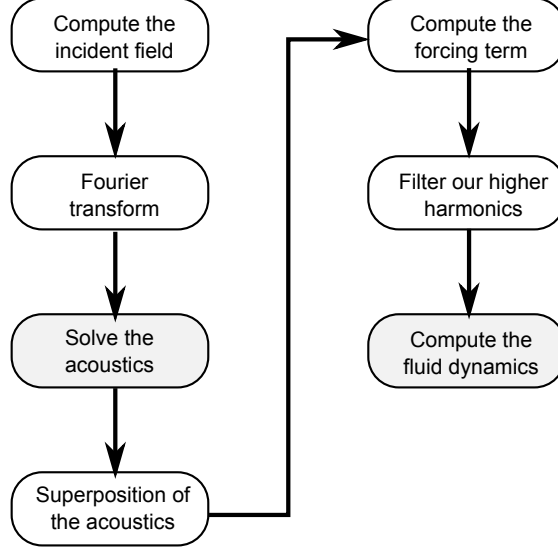 Compute the
incident field
Fourier
transform
Solve the
acoustics
Superposition of
the acoustics
Compute the
forcing term
Filter our higher
harmonics
Compute the
fluid dynamics